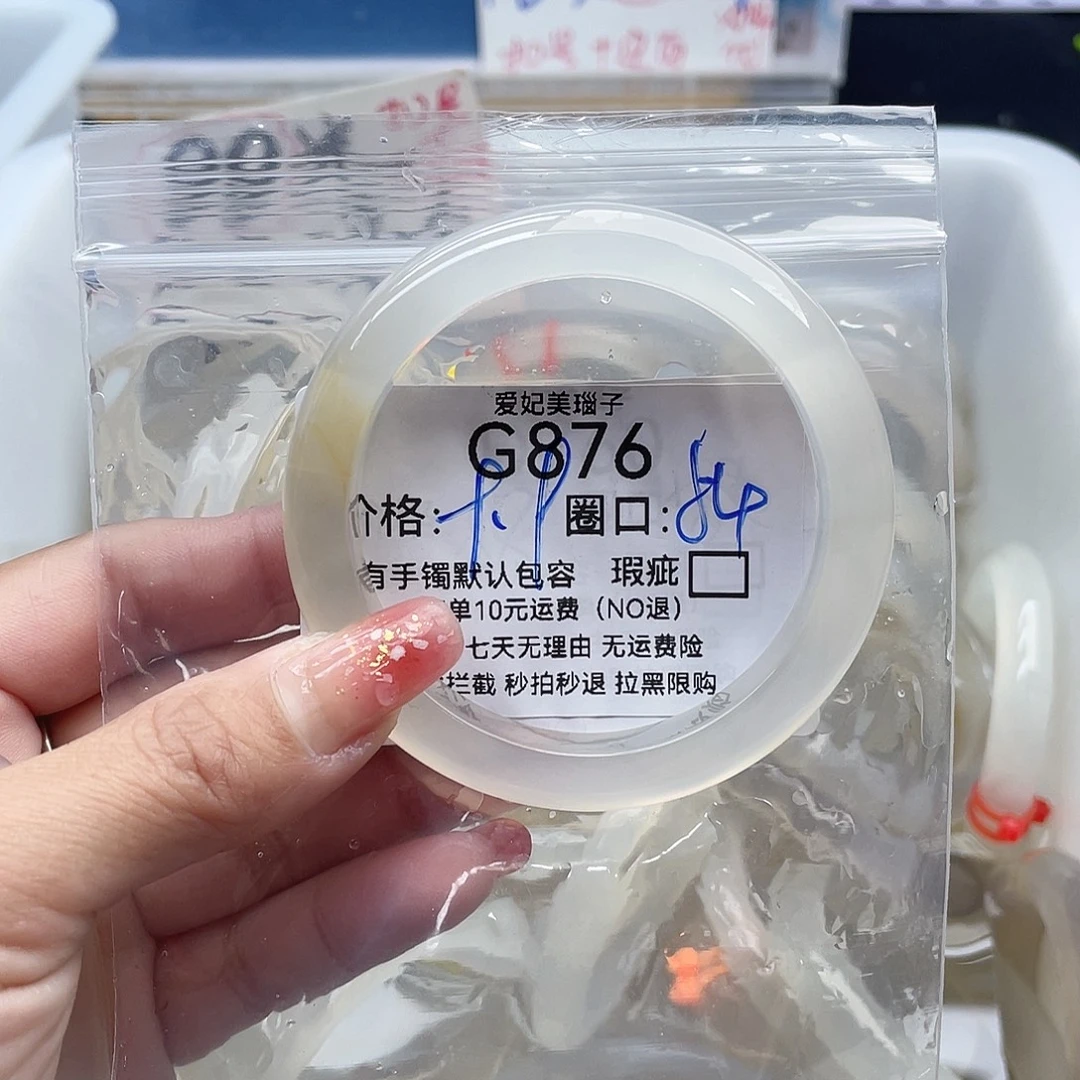 爱妃美瑙子
G876
价格: 圈口:54
有手镯默认包容 瑕疵
单10元运费（NO退）
七天无理由 无运费险
拦截 秒拍秒退 拉黑限购